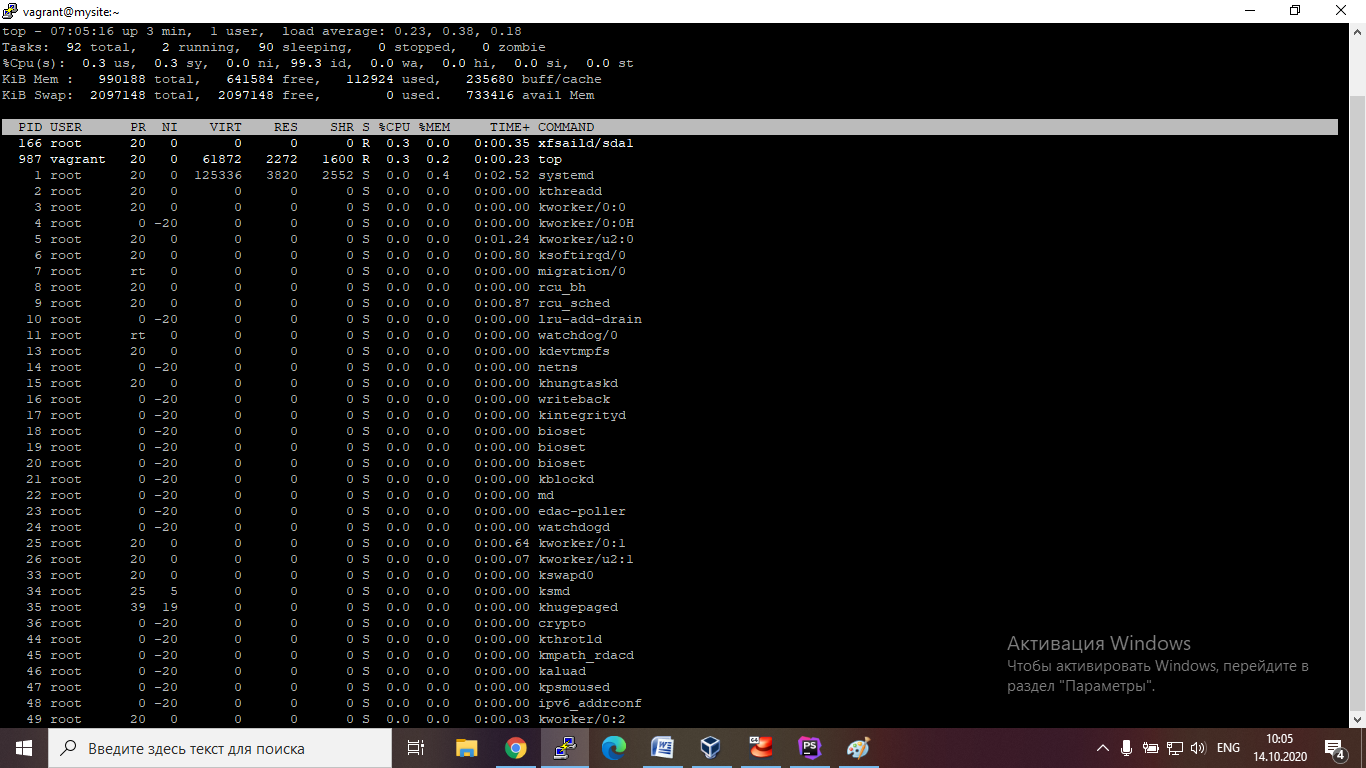 vagrant@mysite:~
top - 07:05:16 up 3 min,  1 user,  load average: 0.23, 0.38, 0.18
Tasks:  92 total,   2 running,  90 sleeping,   0 stopped,   0 zombie
%Cpu(s):  0.3 us,  0.3 sy,  0.0 ni, 99.3 id,  0.0 wa,  0.0 hi,  0.0 si,  0.0 st
KiB Mem :   990188 total,   641584 free,   112924 used,   235680 buff/cache
KiB Swap:  2097148 total,  2097148 free,        0 used.   733416 avail Mem
PID USER      PR  NI    VIRT    RES    SHR S %CPU %MEM     TIME+ COMMAND
166 root      20   0       0      0      0 R  0.3  0.0   0:00.35 xfsaild/sda1
987 vagrant   20   0   61872   2272   1600 R  0.3  0.2   0:00.23 top
1 root      20   0  125336   3820   2552 S  0.0  0.4   0:02.52 systemd
2 root      20   0       0      0      0 S  0.0  0.0   0:00.00 kthreadd
3 root      20   0       0      0      0 S  0.0  0.0   0:00.00 kworker/0:0
4 root       0 -20       0      0      0 S  0.0  0.0   0:00.00 kworker/0:0H
5 root      20   0       0      0      0 S  0.0  0.0   0:01.24 kworker/u2:0
6 root      20   0       0      0      0 S  0.0  0.0   0:00.80 ksoftirqd/0
7 root      rt   0       0      0      0 S  0.0  0.0   0:00.00 migration/0
8 root      20   0       0      0      0 S  0.0  0.0   0:00.00 rcu_bh
9 root      20   0       0      0      0 S  0.0  0.0   0:00.87 rcu_sched
10 root       0 -20       0      0      0 S  0.0  0.0   0:00.00 lru-add-drain
11 root      rt   0       0      0      0 S  0.0  0.0   0:00.00 watchdog/0
13 root      20   0       0      0      0 S  0.0  0.0   0:00.00 kdevtmpfs
14 root       0 -20       0      0      0 S  0.0  0.0   0:00.00 netns
15 root      20   0       0      0      0 S  0.0  0.0   0:00.00 khungtaskd
16 root       0 -20       0      0      0 S  0.0  0.0   0:00.00 writeback
17 root       0 -20       0      0      0 S  0.0  0.0   0:00.00 kintegrityd
18 root       0 -20       0      0      0 S  0.0  0.0   0:00.00 bioset
19 root       0 -20       0      0      0 S  0.0  0.0   0:00.00 bioset
20 root       0 -20       0      0      0 S  0.0  0.0   0:00.00 bioset
21 root       0 -20       0      0      0 S  0.0  0.0   0:00.00 kblockd
22 root       0 -20       0      0      0 S  0.0  0.0   0:00.00 md
23 root       0 -20       0      0      0 S  0.0  0.0   0:00.00 edac-poller
24 root       0 -20       0      0      0 S  0.0  0.0   0:00.00 watchdogd
25 root      20   0       0      0      0 S  0.0  0.0   0:00.64 kworker/0:1
26 root      20   0       0      0      0 S  0.0  0.0   0:00.07 kworker/u2:1
33 root      20   0       0      0      0 S  0.0  0.0   0:00.00 kswapd0
34 root      25   5       0      0      0 S  0.0  0.0   0:00.00 ksmd
35 root      39  19       0      0      0 S  0.0  0.0   0:00.00 khugepaged
36 root       0 -20       0      0      0 S  0.0  0.0   0:00.00 crypto
44 root       0 -20       0      0      0 S  0.0  0.0   0:00.00 kthrotld
45 root       0 -20       0      0      0 S  0.0  0.0   0:00.00 kmpath_rdacd
46 root       0 -20       0      0      0 S  0.0  0.0   0:00.00 kaluad
47 root       0 -20       0      0      0 S  0.0  0.0   0:00.00 kpsmoused
48 root       0 -20       0      0      0 S  0.0  0.0   0:00.00 ipv6_addrconf
49 root      20   0       0      0      0 S  0.0  0.0   0:00.03 kworker/0:2
Активация Windows
Чтобы активировать Windows, перейдите в
раздел "Параметры".
Введите здесь текст для поиска
W
64
PS
ENG
10:05
14.10.2020
4